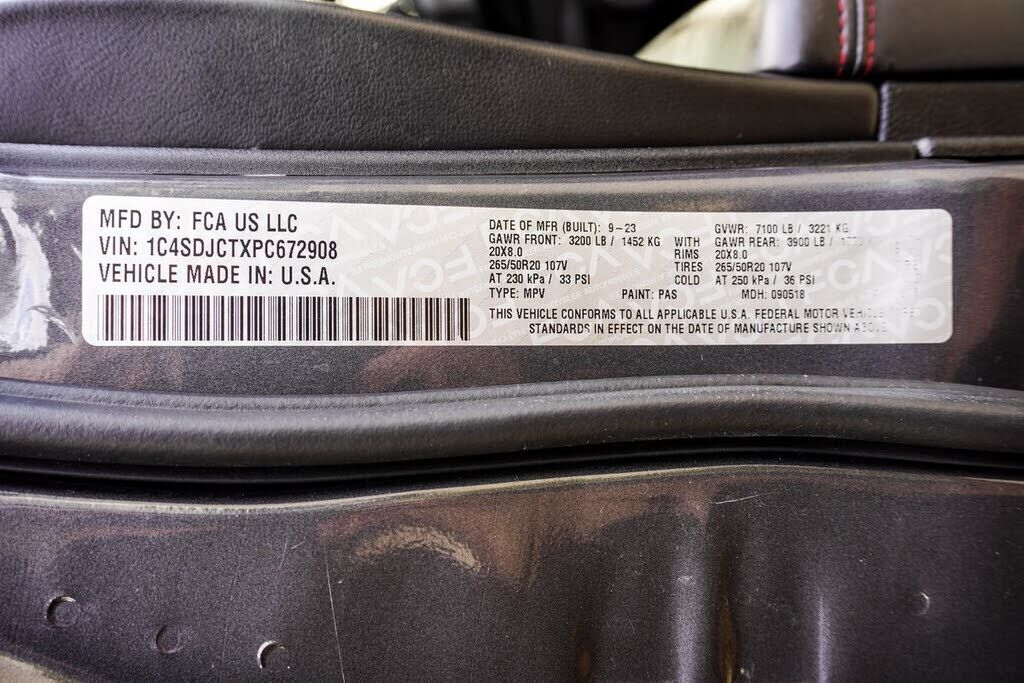 MFD BY: FCA US LLC
VIN: 1C4SDJCTXPC672908
VEHICLE MADE IN: U.S.A.
DATE OF MFR (BUILT): 9-23 GVWR: 7100 LB / 3221 KG
GAWR FRONT: 3200 LB / 1452 KG WITH GAWR REAR: 3900 LB /
20X8.0 RIMS 20X8.0
265/50R20 107V TIRES 265/50R20 107V
AT 230 kPa / 33 PSI COLD AT 250 kPa / 36 PSI
TYPE: MPV PAINT: PAS MDH: 090518
THIS VEHICLE CONFORMS TO ALL APPLICABLE U.S.A. FEDERAL MOTOR VEHICLE
STANDARDS IN EFFECT ON THE DATE OF MANUFACTURE SHOWN ABOVE